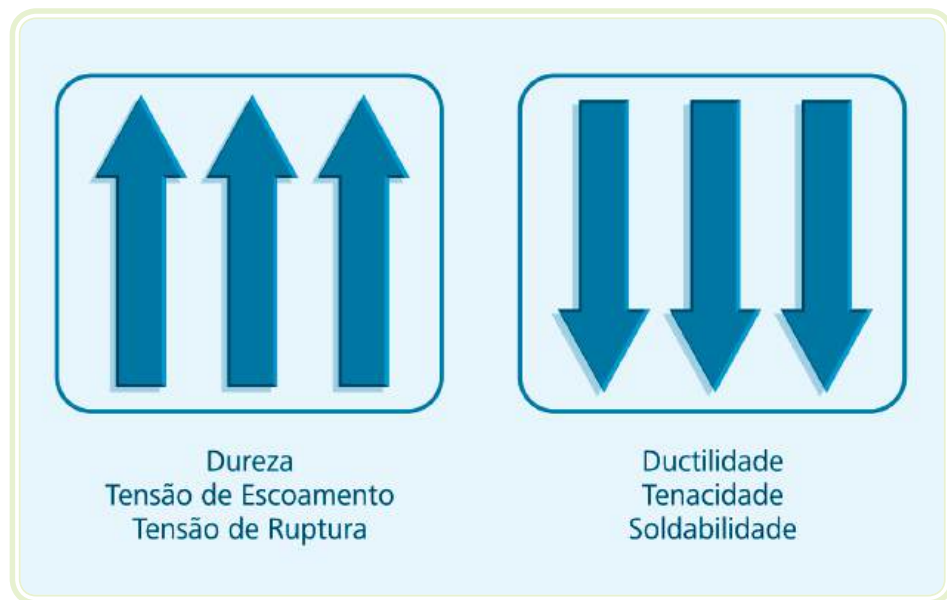 Dureza
Tensão de Escoamento
Tensão de Ruptura
Ductilidade
Tenacidade
Soldabilidade